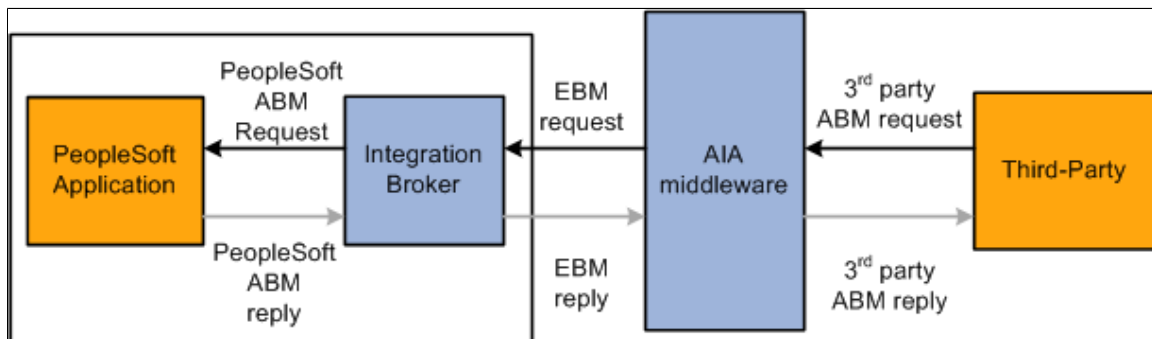 PeopleSoft
ABM
Request
EBM
request
3rd party
ABM request
PeopleSoft
Application
Integration
Broker
AIA
middleware
Third-Party
PeopleSoft
ABM
reply
EBM
reply
3rd party
ABM reply